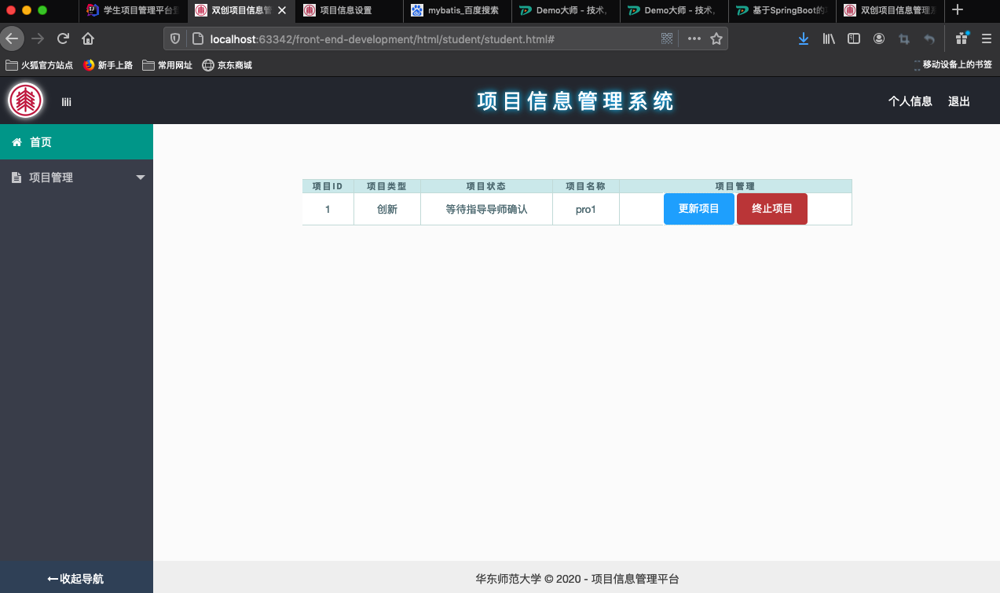 学生项目管理平台
双创项目信息管
项目信息设置
mybatis_百度搜索
Demo大师 - 技术,
Demo大师 - 技术,
基于SpringBoot的
双创项目信息管理系
localhost:63342/front-end-development/html/student/student.html#
火狐官方站点 新手上路 常用网址 京东商城 移动设备上的书签
lili 项目信息管理系统 个人信息 退出
首页
项目管理
项目ID 项目类型 项目状态 项目名称 项目管理
1 创新 等待指导导师确认 pro1 更新项目 终止项目
收起导航
华东师范大学 © 2020 - 项目信息管理平台